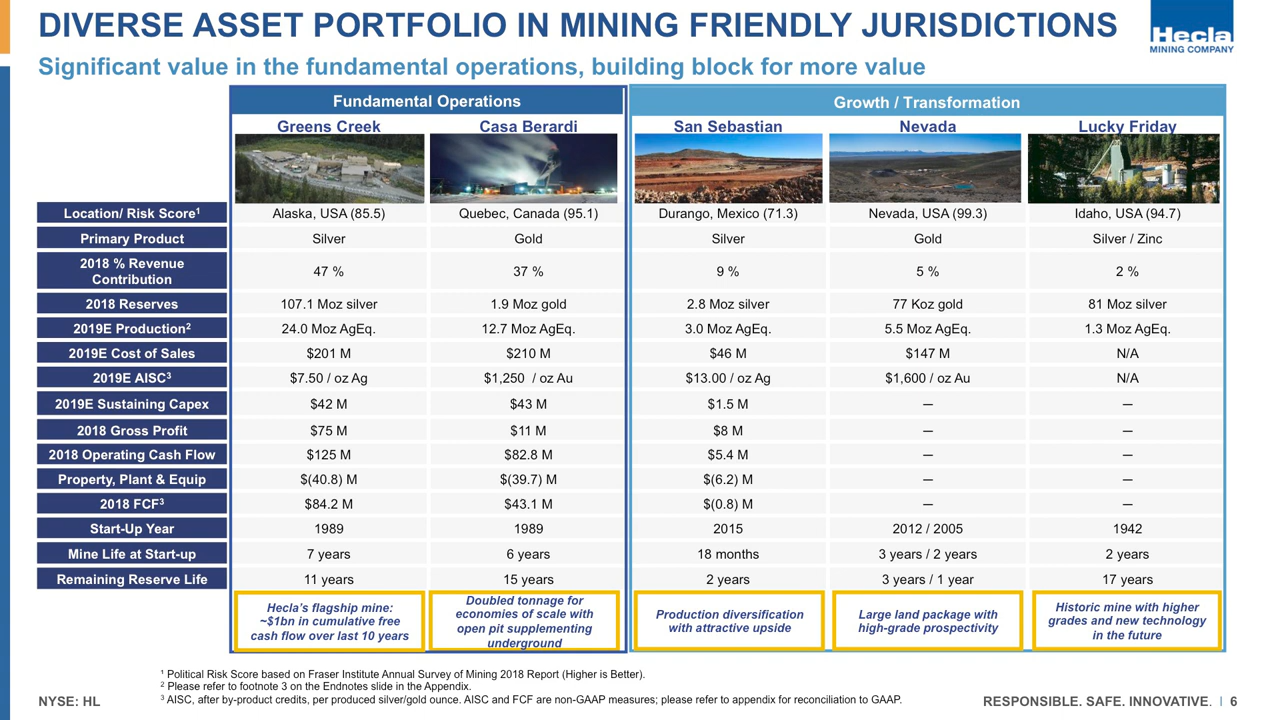 DIVERSE ASSET PORTFOLIO IN MINING FRIENDLY JURISDICTIONS
Hecla
MINING COMPANY
Significant value in the fundamental operations, building block for more value
Fundamental Operations
Growth / Transformation
Greens Creek
Casa Berardi
San Sebastian
Nevada
Lucky Friday
Location/ Risk Score¹ Alaska, USA (85.5) Quebec, Canada (95.1) Durango, Mexico (71.3) Nevada, USA (99.3) Idaho, USA (94.7)
Primary Product Silver Gold Silver Gold Silver / Zinc
2018 % Revenue
Contribution
47 % 37 % 9 % 5 % 2 %
2018 Reserves 107.1 Moz silver 1.9 Moz gold 2.8 Moz silver 77 Koz gold 81 Moz silver
2019E Production² 24.0 Moz AgEq. 12.7 Moz AgEq. 3.0 Moz AgEq. 5.5 Moz AgEq. 1.3 Moz AgEq.
2019E Cost of Sales $201 M $210 M $46 M $147 M N/A
2019E AISC³ $7.50 / oz Ag $1,250 / oz Au $13.00 / oz Ag $1,600 / oz Au N/A
2019E Sustaining Capex $42 M $43 M $1.5 M — —
2018 Gross Profit $75 M $11 M $8 M — —
2018 Operating Cash Flow $125 M $82.8 M $5.4 M — —
Property, Plant & Equip $(40.8) M $(39.7) M $(6.2) M — —
2018 FCF³ $84.2 M $43.1 M $(0.8) M — —
Start-Up Year 1989 1989 2015 2012 / 2005 1942
Mine Life at Start-up 7 years 6 years 18 months 3 years / 2 years 2 years
Remaining Reserve Life 11 years 15 years 2 years 3 years / 1 year 17 years
Hecla's flagship mine:
~$1bn in cumulative free
cash flow over last 10 years
Doubled tonnage for
economies of scale with
open pit supplementing
underground
Production diversification
with attractive upside
Large land package with
high-grade prospectivity
Historic mine with higher
grades and new technology
in the future
¹ Political Risk Score based on Fraser Institute Annual Survey of Mining 2018 Report (Higher is Better).
² Please refer to footnote 3 on the Endnotes slide in the Appendix.
³ AISC, after by-product credits, per produced silver/gold ounce. AISC and FCF are non-GAAP measures; please refer to appendix for reconciliation to GAAP.
NYSE: HL
RESPONSIBLE. SAFE. INNOVATIVE. | 6